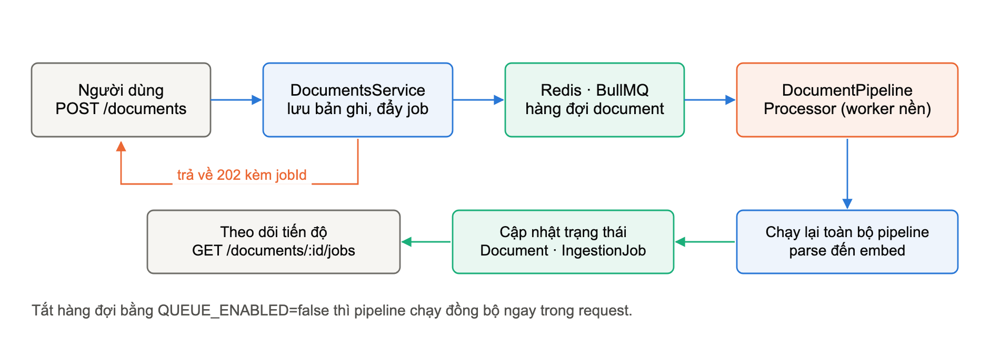 Người dùng
POST /documents
DocumentsService
lưu bản ghi, đẩy job
Redis · BullMQ
hàng đợi document
DocumentPipeline
Processor (worker nền)
trả về 202 kèm jobId
Theo dõi tiến độ
GET /documents/:id/jobs
Cập nhật trạng thái
Document · IngestionJob
Chạy lại toàn bộ pipeline
parse đến embed
Tắt hàng đợi bằng QUEUE_ENABLED=false thì pipeline chạy đồng bộ ngay trong request.